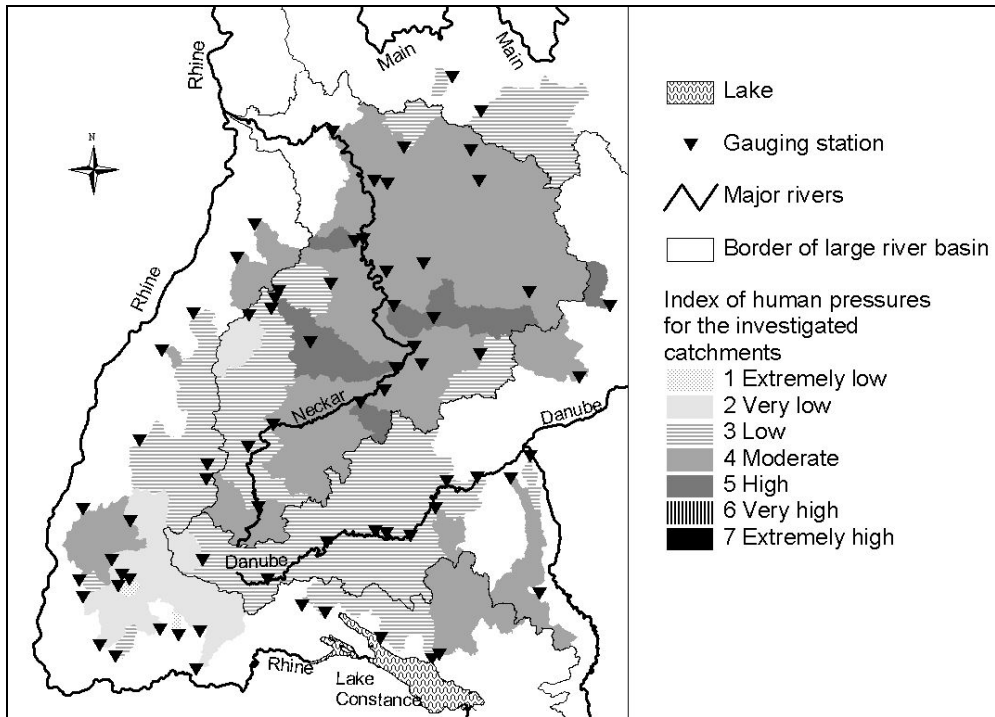 Rhine
Main
Main
N
Rhine
Neckar
Danube
Danube
Rhine
Lake
Constance
Lake
Gauging station
Major rivers
Border of large river basin
Index of human pressures
for the investigated
catchments
1 Extremely low
2 Very low
3 Low
4 Moderate
5 High
6 Very high
7 Extremely high